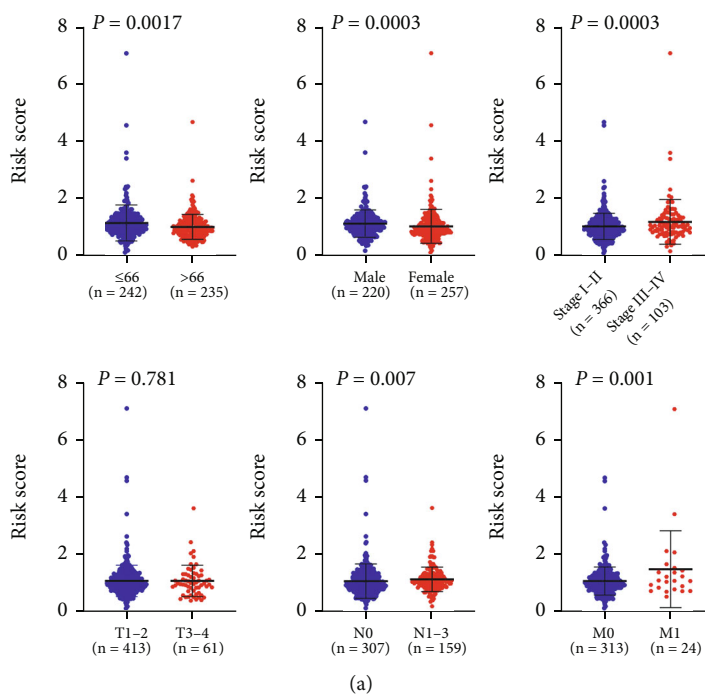 P = 0.0017
8
6
4
2
0
Risk score
≤66 >66
(n = 242) (n = 235)
P = 0.0003
8
6
4
2
0
Risk score
Male Female
(n = 220) (n = 257)
P = 0.0003
8
6
4
2
0
Risk score
Stage I–II
(n = 366)
Stage III–IV
(n = 103)
P = 0.781
8
6
4
2
0
Risk score
T1–2 T3–4
(n = 413) (n = 61)
P = 0.007
8
6
4
2
0
Risk score
N0 N1–3
(n = 307) (n = 159)
P = 0.001
8
6
4
2
0
Risk score
M0 M1
(n = 313) (n = 24)
(a)